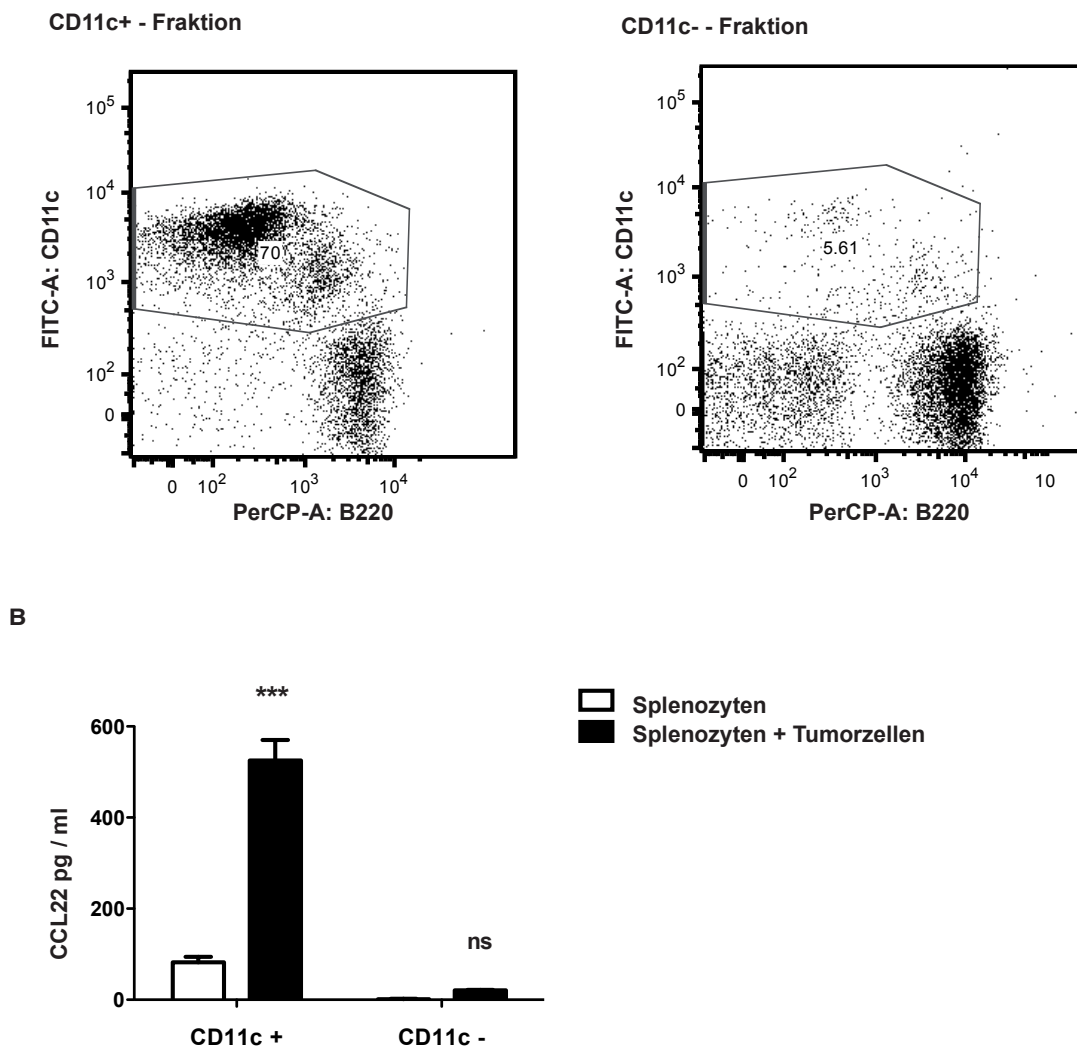 CD11c+ - Fraktion
CD11c- - Fraktion
10^5
10^4
10^3
10^2
0
FITC-A: CD11c
70
0 10^2 10^3 10^4
PerCP-A: B220
10^5
10^4
10^3
10^2
0
FITC-A: CD11c
5.61
0 10^2 10^3 10^4 10
PerCP-A: B220
B
***
ns
600
400
200
0
CCL22 pg / ml
CD11c + CD11c -
Splenozyten
Splenozyten + Tumorzellen